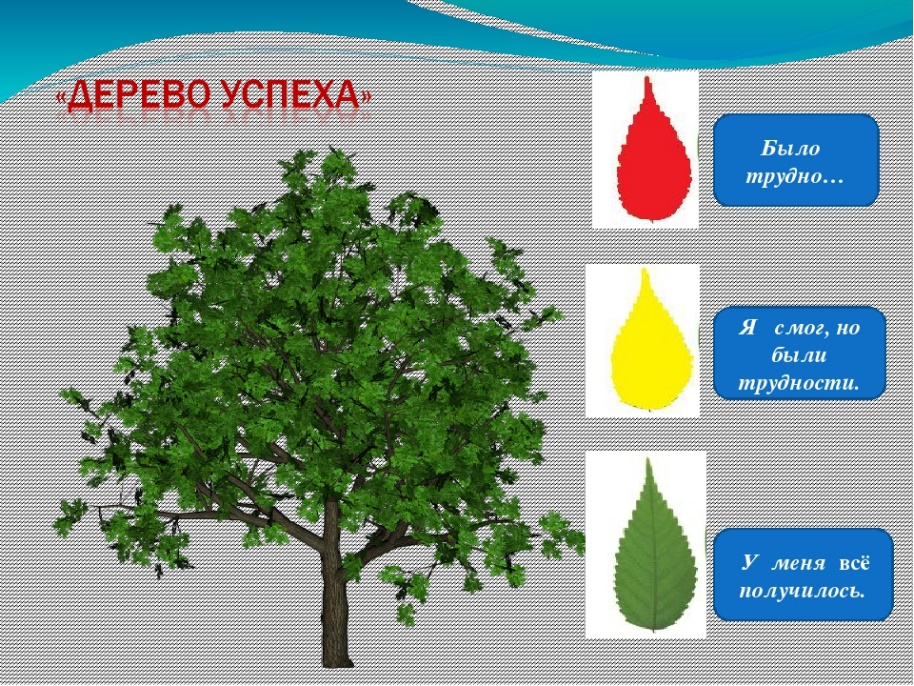 «ДЕРЕВО УСПЕХА»
Было
трудно…
Я смог, но
были
трудности.
У меня всё
получилось.